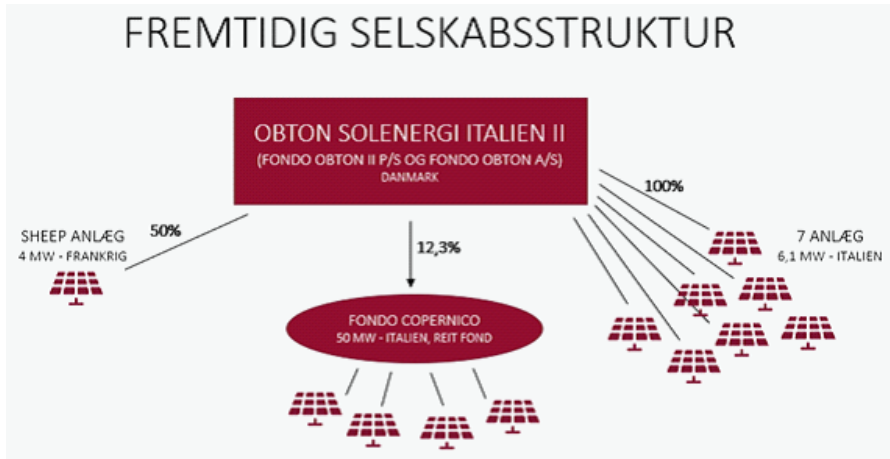 FREMTIDIG SELSKABSSTRUKTUR
OBTON SOLENERGI ITALIEN II
(FONDO OBTON II P/S OG FONDO OBTON A/S)
DANMARK
100%
SHEEP ANLÆG
4 MW - FRANKRIG
50%
12,3%
7 ANLÆG
6,1 MW - ITALIEN
FONDO COPERNICO
50 MW - ITALIEN, REIT FOND